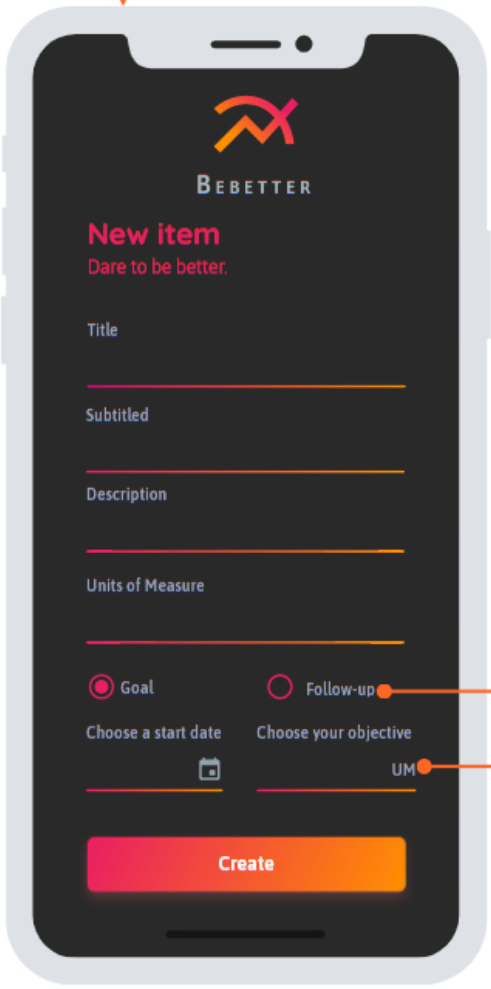 BEBETTER
New item
Dare to be better.
Title
Subtitled
Description
Units of Measure
Goal
Follow-up
Choose a start date
Choose your objective
UM
Create